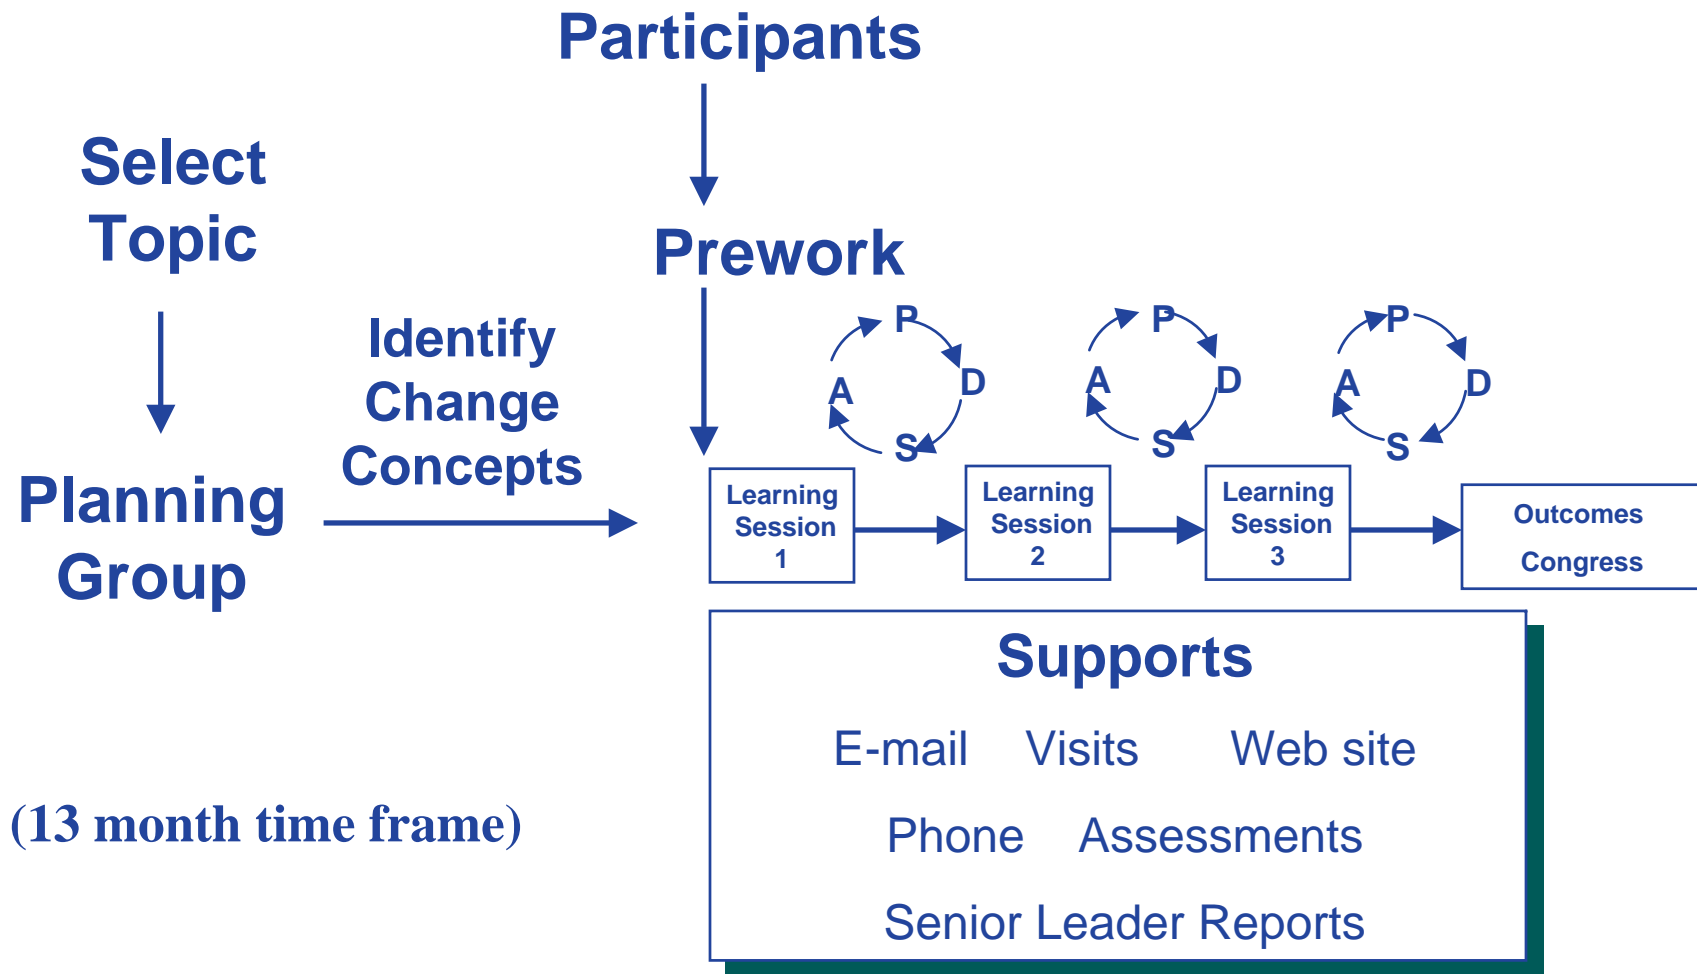 Participants
Select
Topic
Prework
Identify
Change
Concepts
Planning
Group
P
D
S
A
P
D
S
A
P
D
S
A
Learning
Session
1
Learning
Session
2
Learning
Session
3
Outcomes
Congress
Supports
E-mail Visits Web site
Phone Assessments
Senior Leader Reports
(13 month time frame)